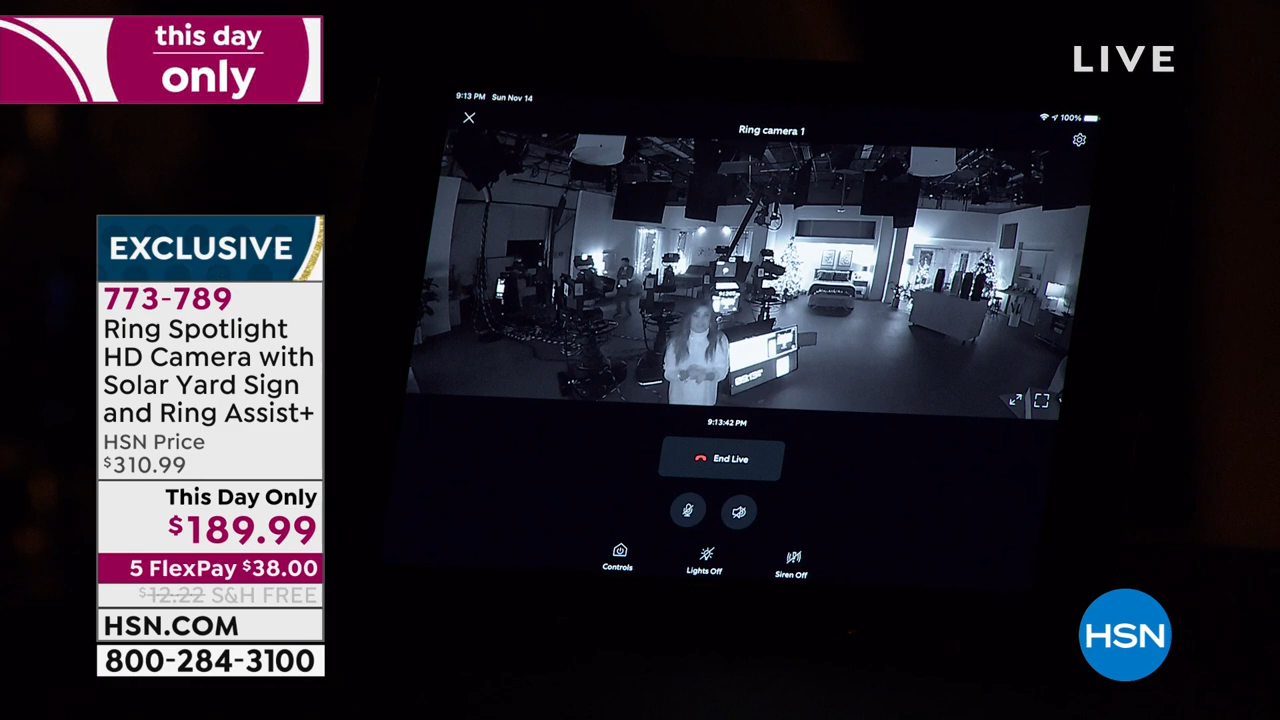 this day
only
LIVE
9:13 PM Sun Nov 14
100%
Ring camera 1
EXCLUSIVE
773-789
Ring Spotlight
HD Camera with
Solar Yard Sign
and Ring Assist+
HSN Price
$310.99
This Day Only
$189.99
5 FlexPay $38.00
$12.22 S&H FREE
HSN.COM
800-284-3100
9:13:42 PM
End Live
Controls
Lights Off
Siren Off
HSN